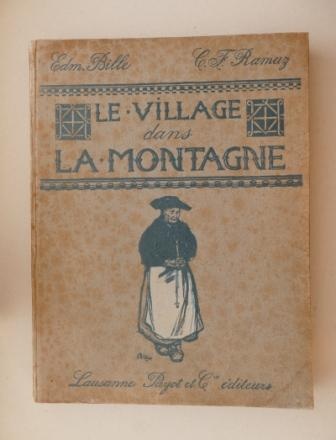 Edm. Bille C. F. Ramuz
LE · VILLAGE
dans
LA · MONTAGNE
Lausanne Payot et Cie éditeurs